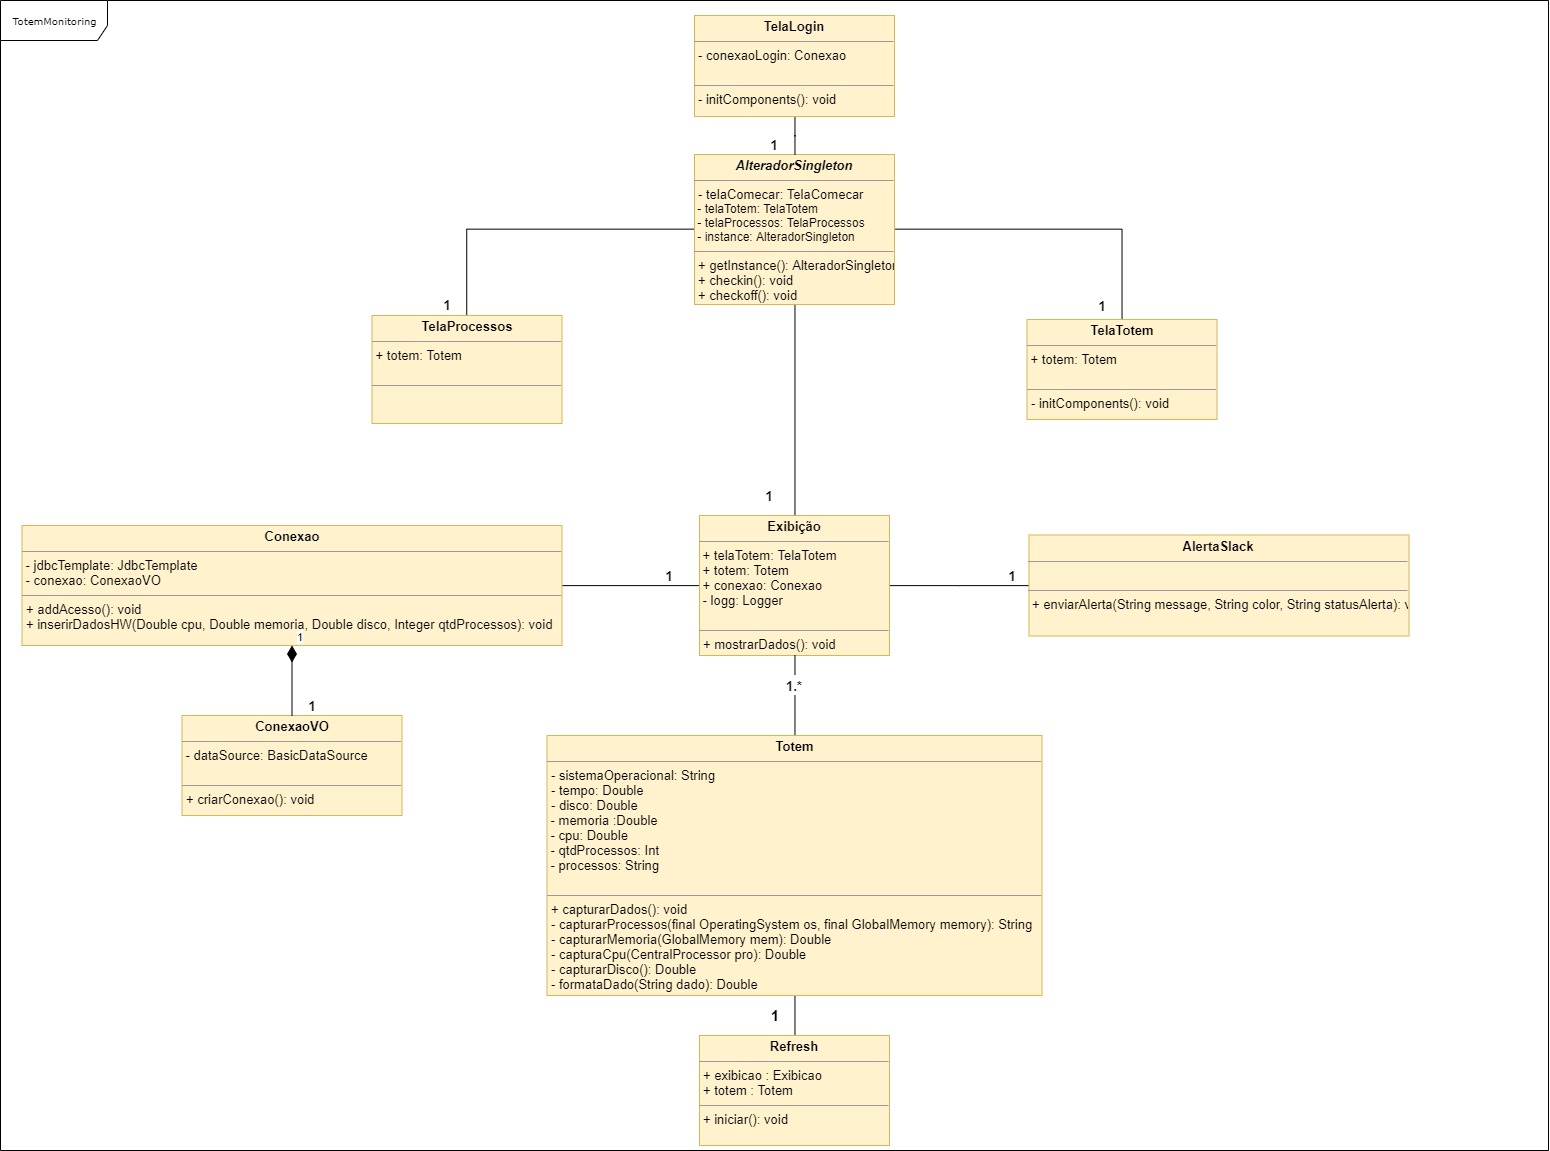 TotemMonitoring
TelaLogin
- conexaoLogin: Conexao
- initComponents(): void
1
AlteradorSingleton
- telaComecar: TelaComecar
- telaTotem: TelaTotem
- telaProcessos: TelaProcessos
- instance: AlteradorSingleton
+ getInstance(): AlteradorSingleton
+ checkin(): void
+ checkoff(): void
1
TelaProcessos
+ totem: Totem
1
TelaTotem
+ totem: Totem
- initComponents(): void
1
Conexao
- jdbcTemplate: JdbcTemplate
- conexao: ConexaoVO
+ addAcesso(): void
+ inserirDadosHW(Double cpu, Double memoria, Double disco, Integer qtdProcessos): void
1
1
Exibição
+ telaTotem: TelaTotem
+ totem: Totem
+ conexao: Conexao
- logg: Logger
+ mostrarDados(): void
1
AlertaSlack
+ enviarAlerta(String message, String color, String statusAlerta): v
1
ConexaoVO
- dataSource: BasicDataSource
+ criarConexao(): void
1.*
Totem
- sistemaOperacional: String
- tempo: Double
- disco: Double
- memoria :Double
- cpu: Double
- qtdProcessos: Int
- processos: String
+ capturarDados(): void
- capturarProcessos(final OperatingSystem os, final GlobalMemory memory): String
- capturarMemoria(GlobalMemory mem): Double
- capturaCpu(CentralProcessor pro): Double
- capturarDisco(): Double
- formataDado(String dado): Double
1
Refresh
+ exibicao : Exibicao
+ totem : Totem
+ iniciar(): void